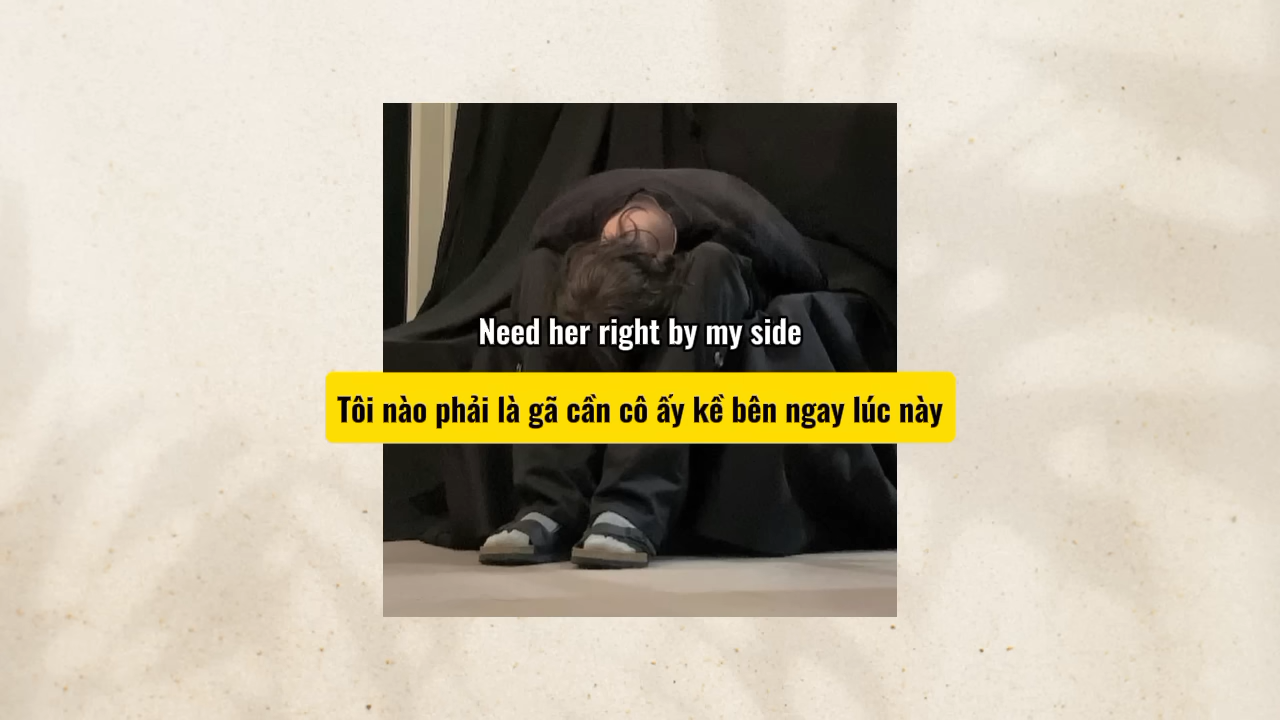 Need her right by my side
Tôi nào phải là gã cần cô ấy kề bên ngay lúc này